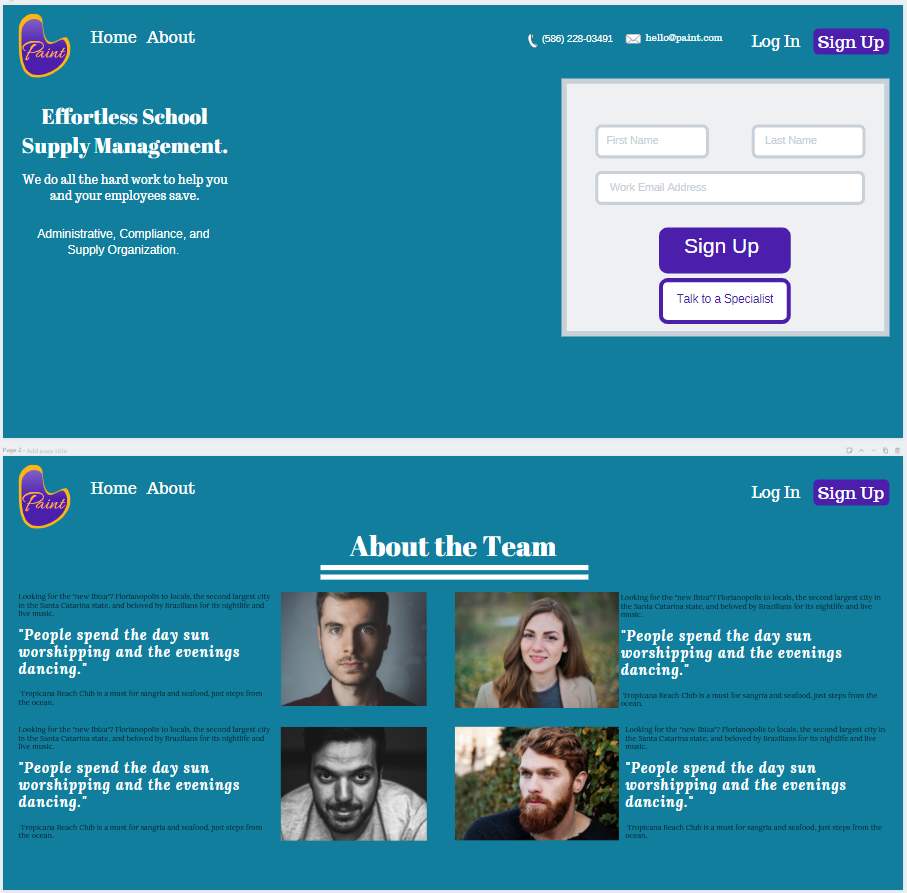 Paint
Home About
(586) 228-03491
hello@paint.com
Log In
Sign Up
Effortless School
Supply Management.
We do all the hard work to help you
and your employees save.
Administrative, Compliance, and
Supply Organization.
First Name
Last Name
Work Email Address
Sign Up
Talk to a Specialist
Page 2 - Add page title
Paint
Home About
Log In
Sign Up
About the Team
Looking for the "new Ibiza"? Florianopolis to locals, the second largest city
in the Santa Catarina state, and beloved by Brazilians for its nightlife and
live music.
"People spend the day sun
worshipping and the evenings
dancing."
Tropicana Beach Club is a must for sangria and seafood, just steps from
the ocean.
Looking for the "new Ibiza"? Florianopolis to locals, the second largest city in
the Santa Catarina state, and beloved by Brazilians for its nightlife and live
music.
"People spend the day sun
worshipping and the evenings
dancing."
Tropicana Beach Club is a must for sangria and seafood, just steps from the
ocean.
Looking for the "new Ibiza"? Florianopolis to locals, the second largest city
in the Santa Catarina state, and beloved by Brazilians for its nightlife and
live music.
"People spend the day sun
worshipping and the evenings
dancing."
Tropicana Beach Club is a must for sangria and seafood, just steps from
the ocean.
Looking for the "new Ibiza"? Florianopolis to locals, the second largest city in
the Santa Catarina state, and beloved by Brazilians for its nightlife and live
music.
"People spend the day sun
worshipping and the evenings
dancing."
Tropicana Beach Club is a must for sangria and seafood, just steps from the
ocean.